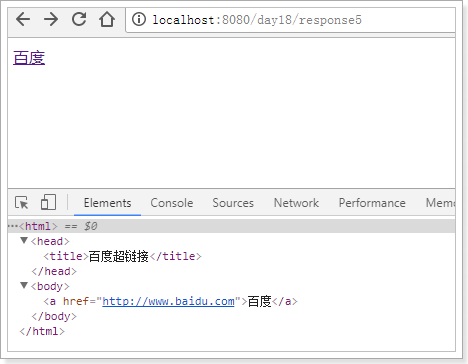 localhost:8080/day18/response5
百度
Elements Console Sources Network Performance Memo
…<html> == $0
▼<head>
<title>百度超链接</title>
</head>
▼<body>
<a href="http://www.baidu.com">百度</a>
</body>
</html>